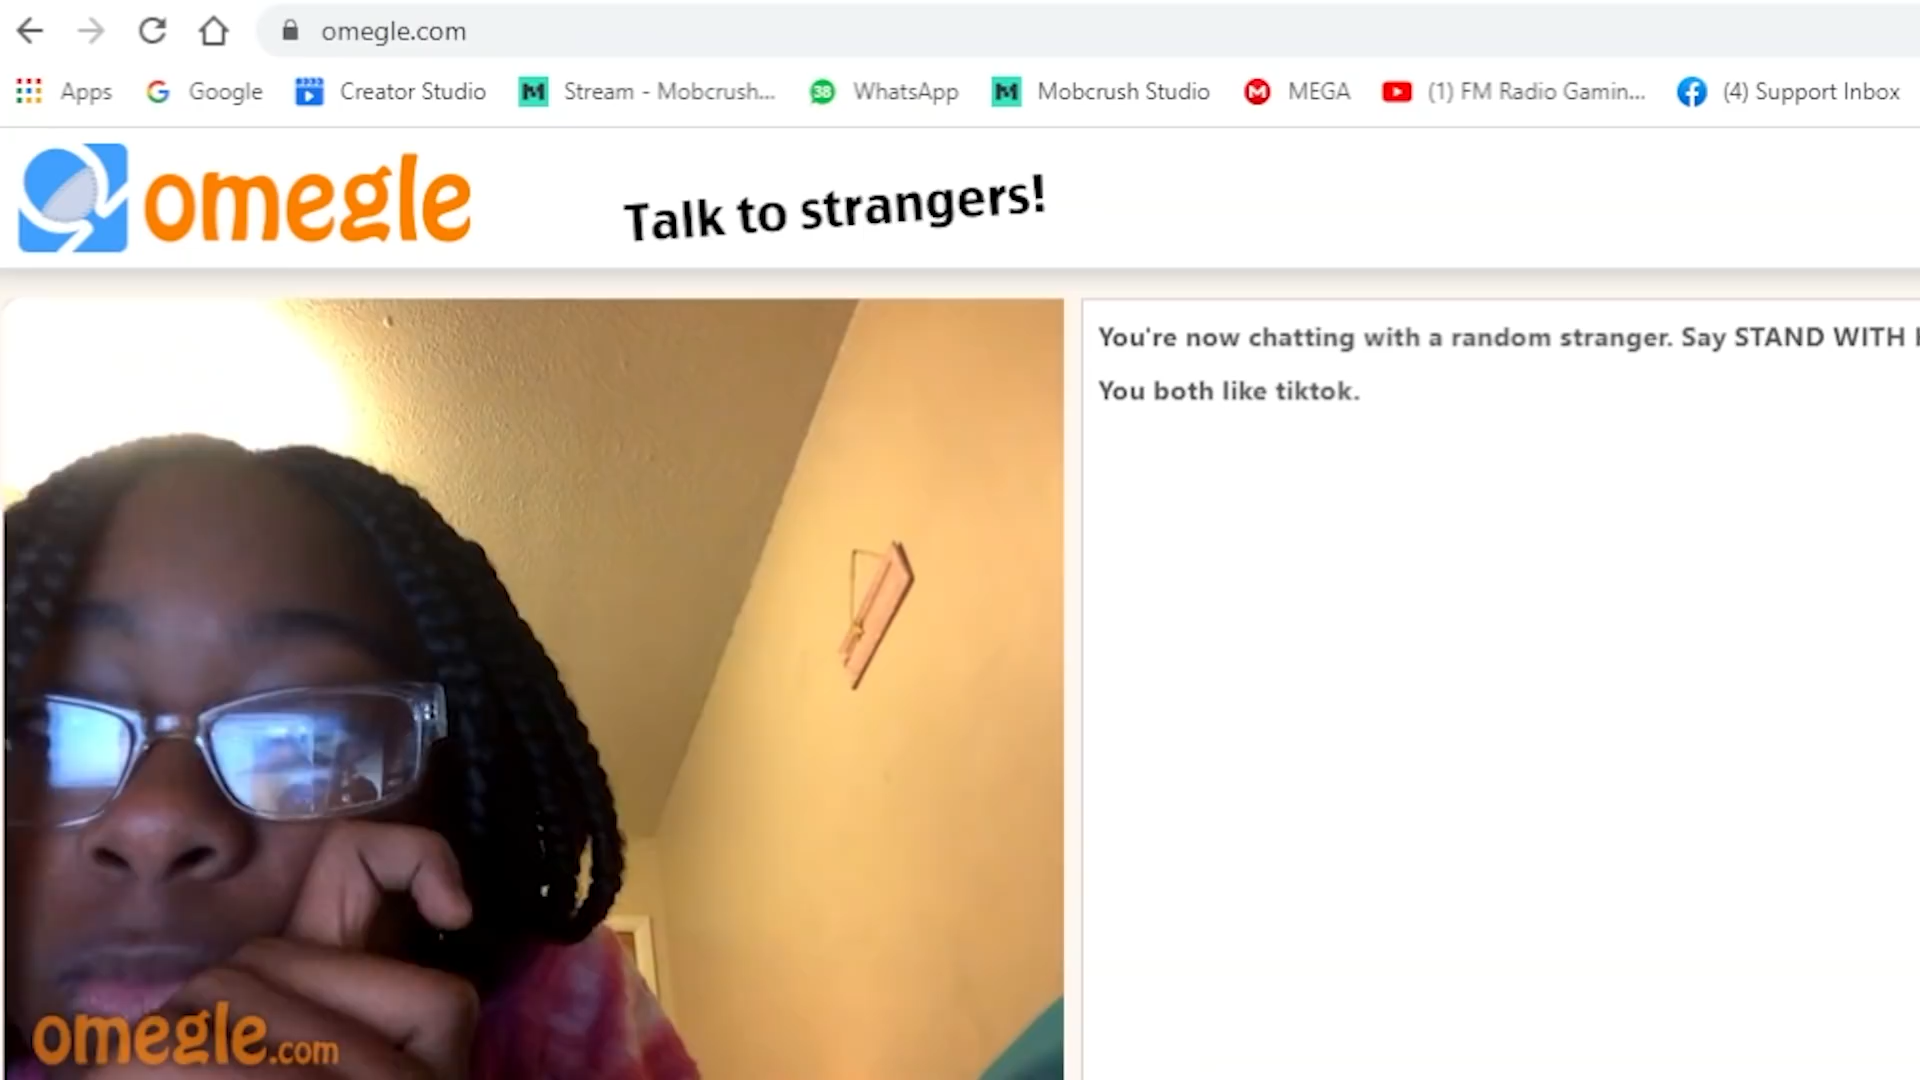 omegle.com
Apps Google Creator Studio Stream - Mobcrush... 38 WhatsApp Mobcrush Studio MEGA (1) FM Radio Gamin... (4) Support Inbox
omegle Talk to strangers!
You're now chatting with a random stranger. Say STAND WITH
You both like tiktok.
omegle.com